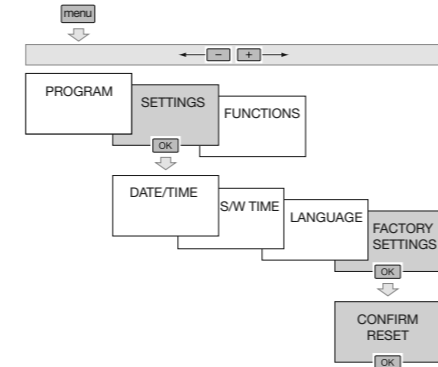 menu
− +
PROGRAM
SETTINGS
FUNCTIONS
OK
DATE/TIME
S/W TIME
LANGUAGE
FACTORY
SETTINGS
OK
CONFIRM
RESET
OK